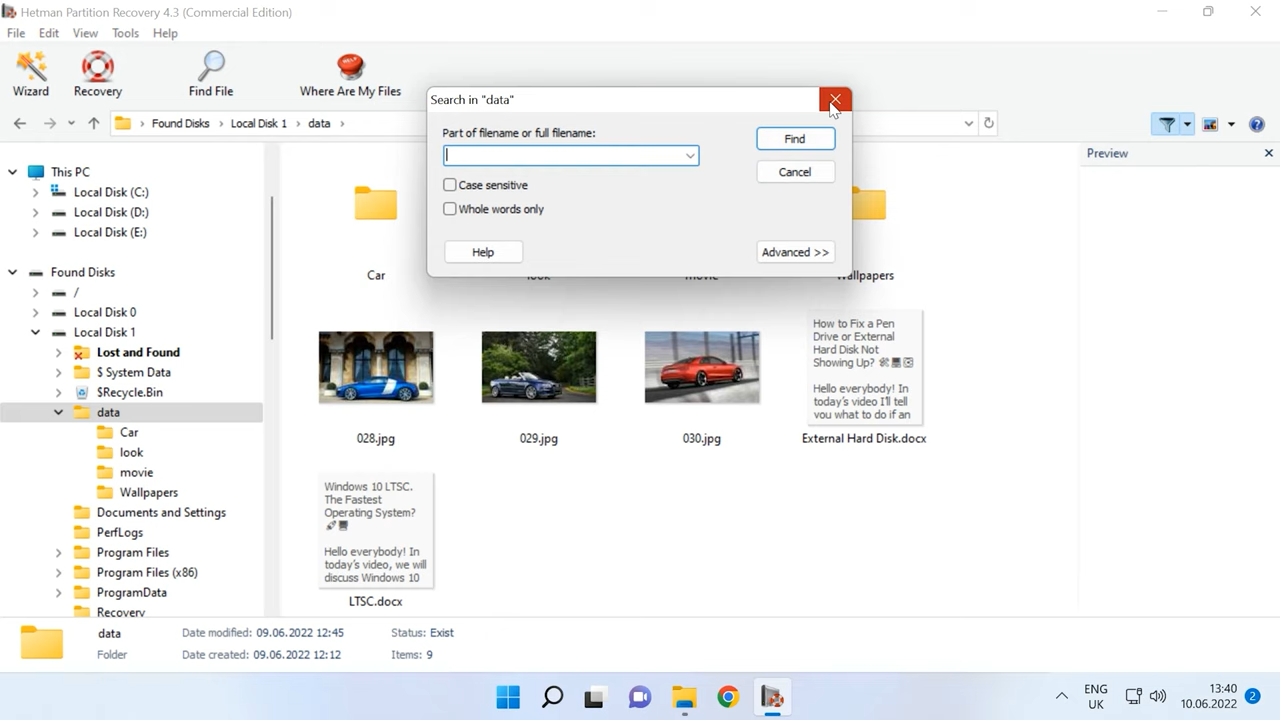 Hetman Partition Recovery 4.3 (Commercial Edition)
File Edit View Tools Help
Wizard Recovery Find File Where Are My Files
Found Disks Local Disk 1 data
Search in "data"
Part of filename or full filename:
Find
Cancel
Case sensitive
Whole words only
Help
Advanced >>
Preview
This PC
Local Disk (C:)
Local Disk (D:)
Local Disk (E:)
Found Disks
/
Local Disk 0
Local Disk 1
Lost and Found
$ System Data
$Recycle.Bin
data
Car
look
movie
Wallpapers
Documents and Settings
PerfLogs
Program Files
Program Files (x86)
ProgramData
Recovery
Car look movie Wallpapers
028.jpg
029.jpg
030.jpg
How to Fix a Pen
Drive or External
Hard Disk Not
Showing Up?
Hello everybody! In
today's video I'll tell
you what to do if an
External Hard Disk.docx
Windows 10 LTSC.
The Fastest
Operating System?
Hello everybody! In
today's video, we will
discuss Windows 10
LTSC.docx
data
Folder
Date modified: 09.06.2022 12:45
Date created: 09.06.2022 12:12
Status: Exist
Items: 9
ENG
UK
13:40
10.06.2022
2